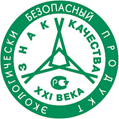 ЭКОЛОГИЧЕСКИ БЕЗОПАСНЫЙ ПРОДУКТ
ЗНАК КАЧЕСТВА
XXI ВЕКА